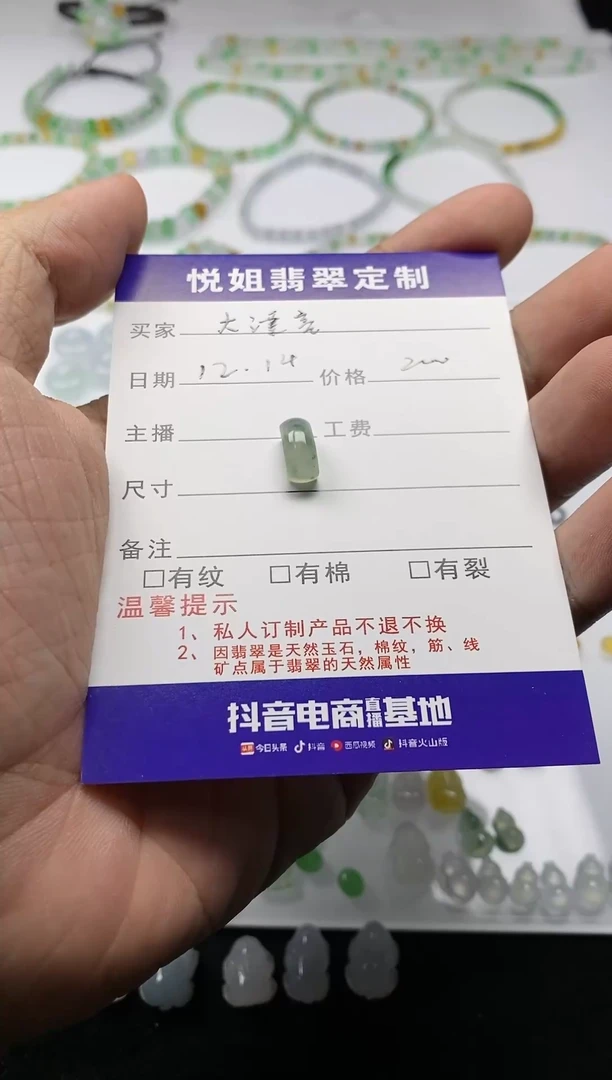 悦姐翡翠定制
买家 大漢亮
日期 12.14 价格 200
主播 工费
尺寸
备注
□有纹 □有棉 □有裂
温馨提示
1、私人订制产品不退不换
2、因翡翠是天然玉石，棉纹，筋、线
矿点属于翡翠的天然属性
抖音电商直播基地
头条 今日头条 抖音 西瓜视频 抖音火山版